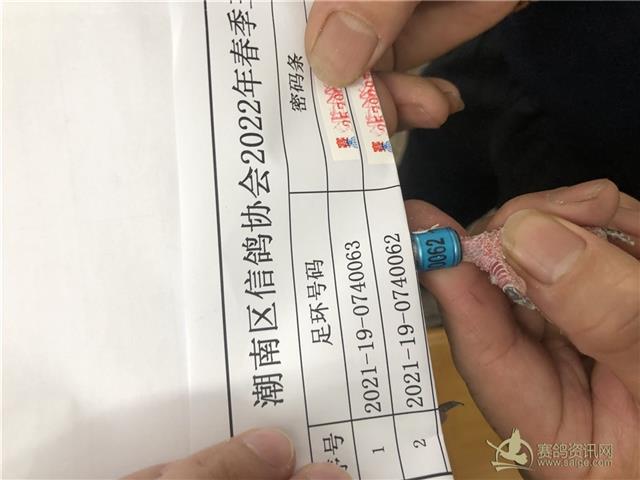 潮南区信鸽协会2022年春季
序号 足环号码 密码条
1 2021-19-0740063
2 2021-19-0740062
0062
赛鸽资讯网
www.saige.com